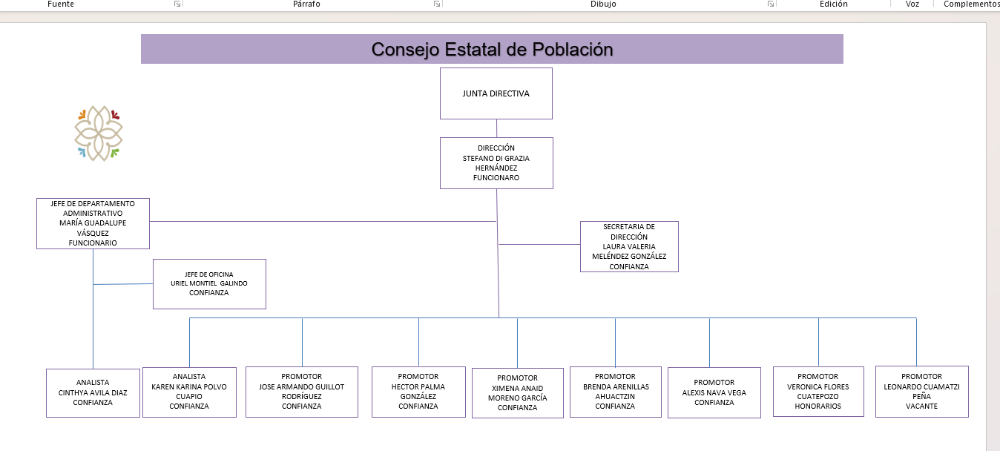 Fuente
Párrafo
Dibujo
Edición
Voz
Complementos
Consejo Estatal de Población
JUNTA DIRECTIVA
DIRECCIÓN
STEFANO DI GRAZIA
HERNÁNDEZ
FUNCIONARO
JEFE DE DEPARTAMENTO
ADMINISTRATIVO
MARÍA GUADALUPE
VÁSQUEZ
FUNCIONARIO
SECRETARIA DE
DIRECCIÓN
LAURA VALERIA
MELÉNDEZ GONZÁLEZ
CONFIANZA
JEFE DE OFICINA
URIEL MONTIEL  GALINDO
CONFIANZA
ANALISTA
CINTHYA AVILA DIAZ
CONFIANZA
ANALISTA
KAREN KARINA POLVO
CUAPIO
CONFIANZA
PROMOTOR
JOSE ARMANDO GUILLOT
RODRÍGUEZ
CONFIANZA
PROMOTOR
HECTOR PALMA
GONZÁLEZ
CONFIANZA
PROMOTOR
XIMENA ANAID
MORENO GARCÍA
CONFIANZA
PROMOTOR
BRENDA ARENILLAS
AHUACTZIN
CONFIANZA
PROMOTOR
ALEXIS NAVA VEGA
CONFIANZA
PROMOTOR
VERONICA FLORES
CUATEPOZO
HONORARIOS
PROMOTOR
LEONARDO CUAMATZI
PEÑA
VACANTE